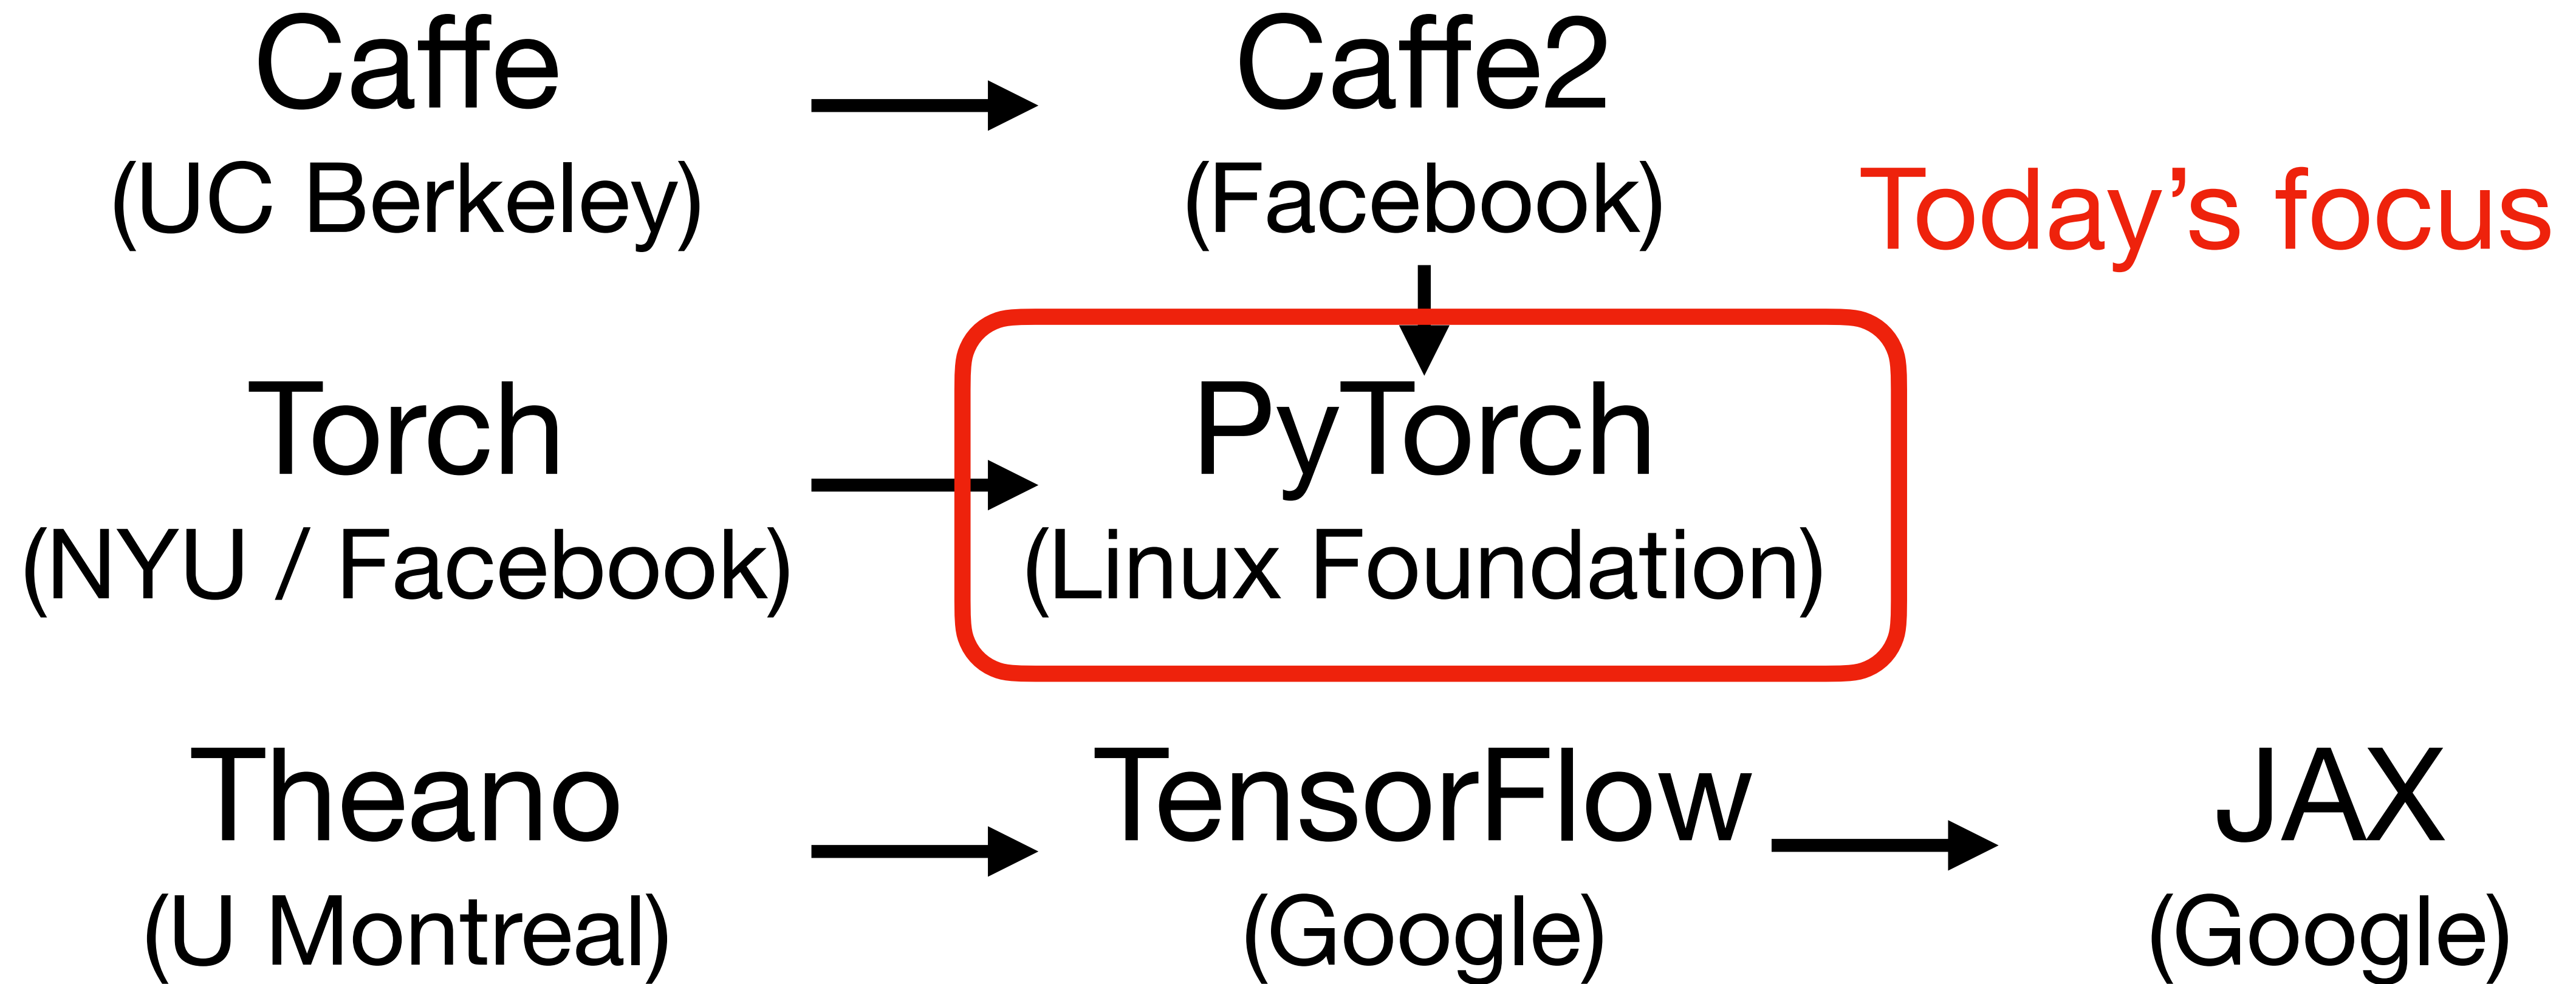 Caffe
(UC Berkeley)
Caffe2
(Facebook)
Today’s focus
Torch
(NYU / Facebook)
PyTorch
(Linux Foundation)
Theano
(U Montreal)
TensorFlow
(Google)
JAX
(Google)